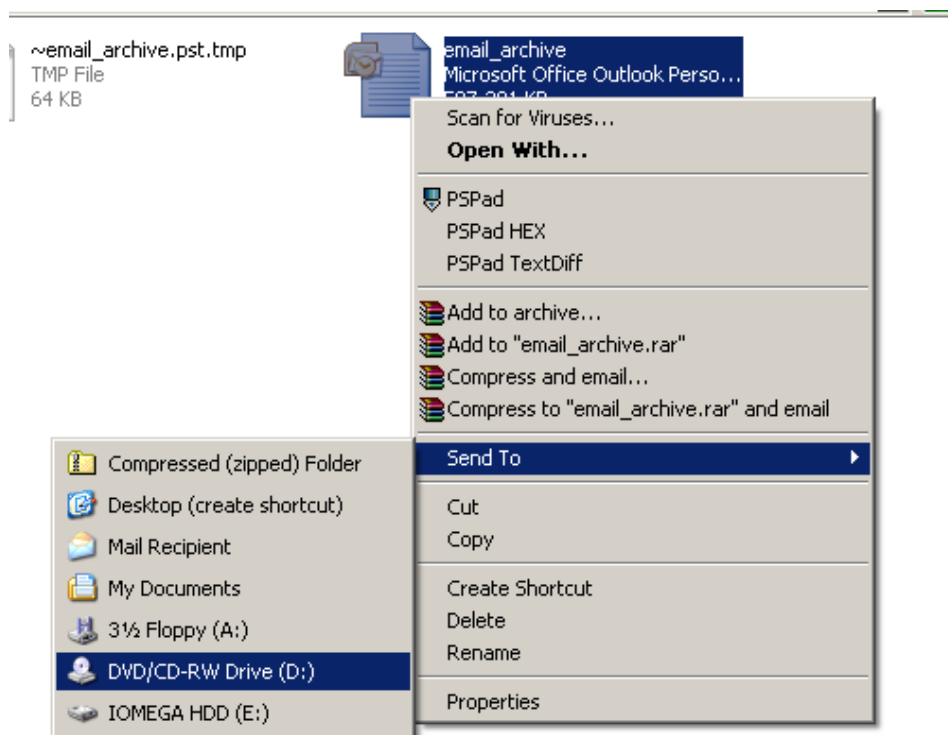 ~email_archive.pst.tmp
TMP File
64 KB
email_archive
Microsoft Office Outlook Perso...
Scan for Viruses...
Open With...
PSPad
PSPad HEX
PSPad TextDiff
Add to archive...
Add to "email_archive.rar"
Compress and email...
Compress to "email_archive.rar" and email
Send To
Cut
Copy
Create Shortcut
Delete
Rename
Properties
Compressed (zipped) Folder
Desktop (create shortcut)
Mail Recipient
My Documents
3½ Floppy (A:)
DVD/CD-RW Drive (D:)
IOMEGA HDD (E:)